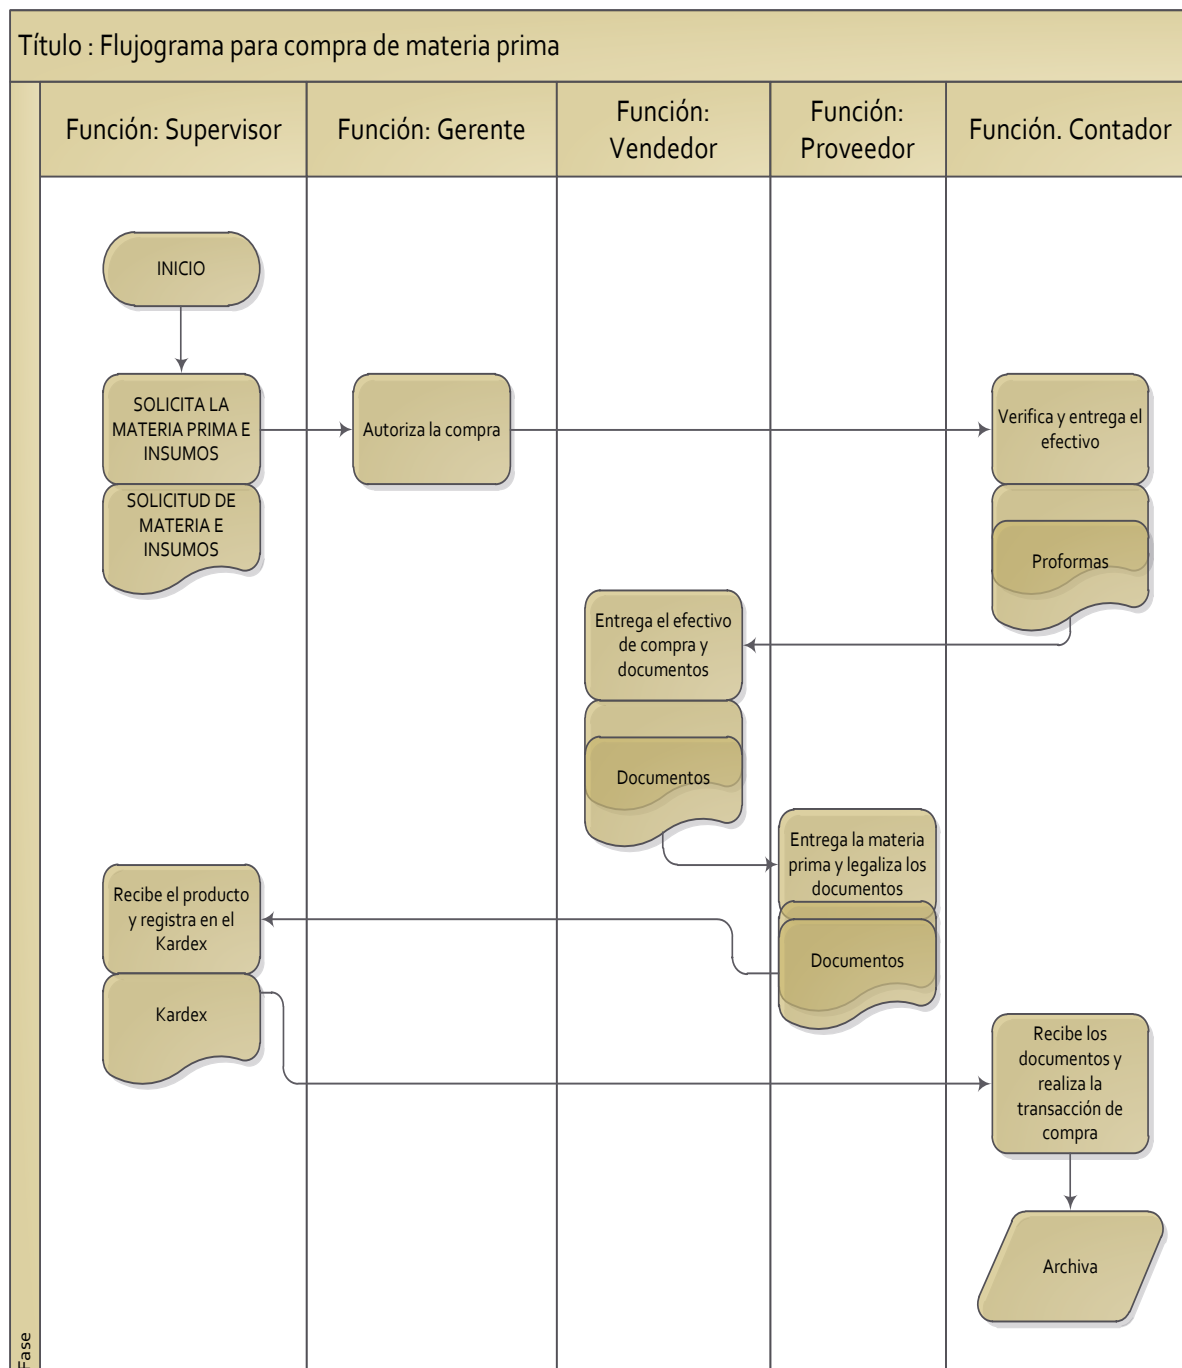 Título : Flujograma para compra de materia prima
Función: Supervisor
Función: Gerente
Función:
Vendedor
Función:
Proveedor
Función. Contador
INICIO
SOLICITA LA
MATERIA PRIMA E
INSUMOS
SOLICITUD DE
MATERIA E
INSUMOS
Autoriza la compra
Verifica y entrega el
efectivo
Proformas
Entrega el efectivo
de compra y
documentos
Documentos
Entrega la materia
prima y legaliza los
documentos
Documentos
Recibe el producto
y registra en el
Kardex
Kardex
Recibe los
documentos y
realiza la
transacción de
compra
Archiva
Fase